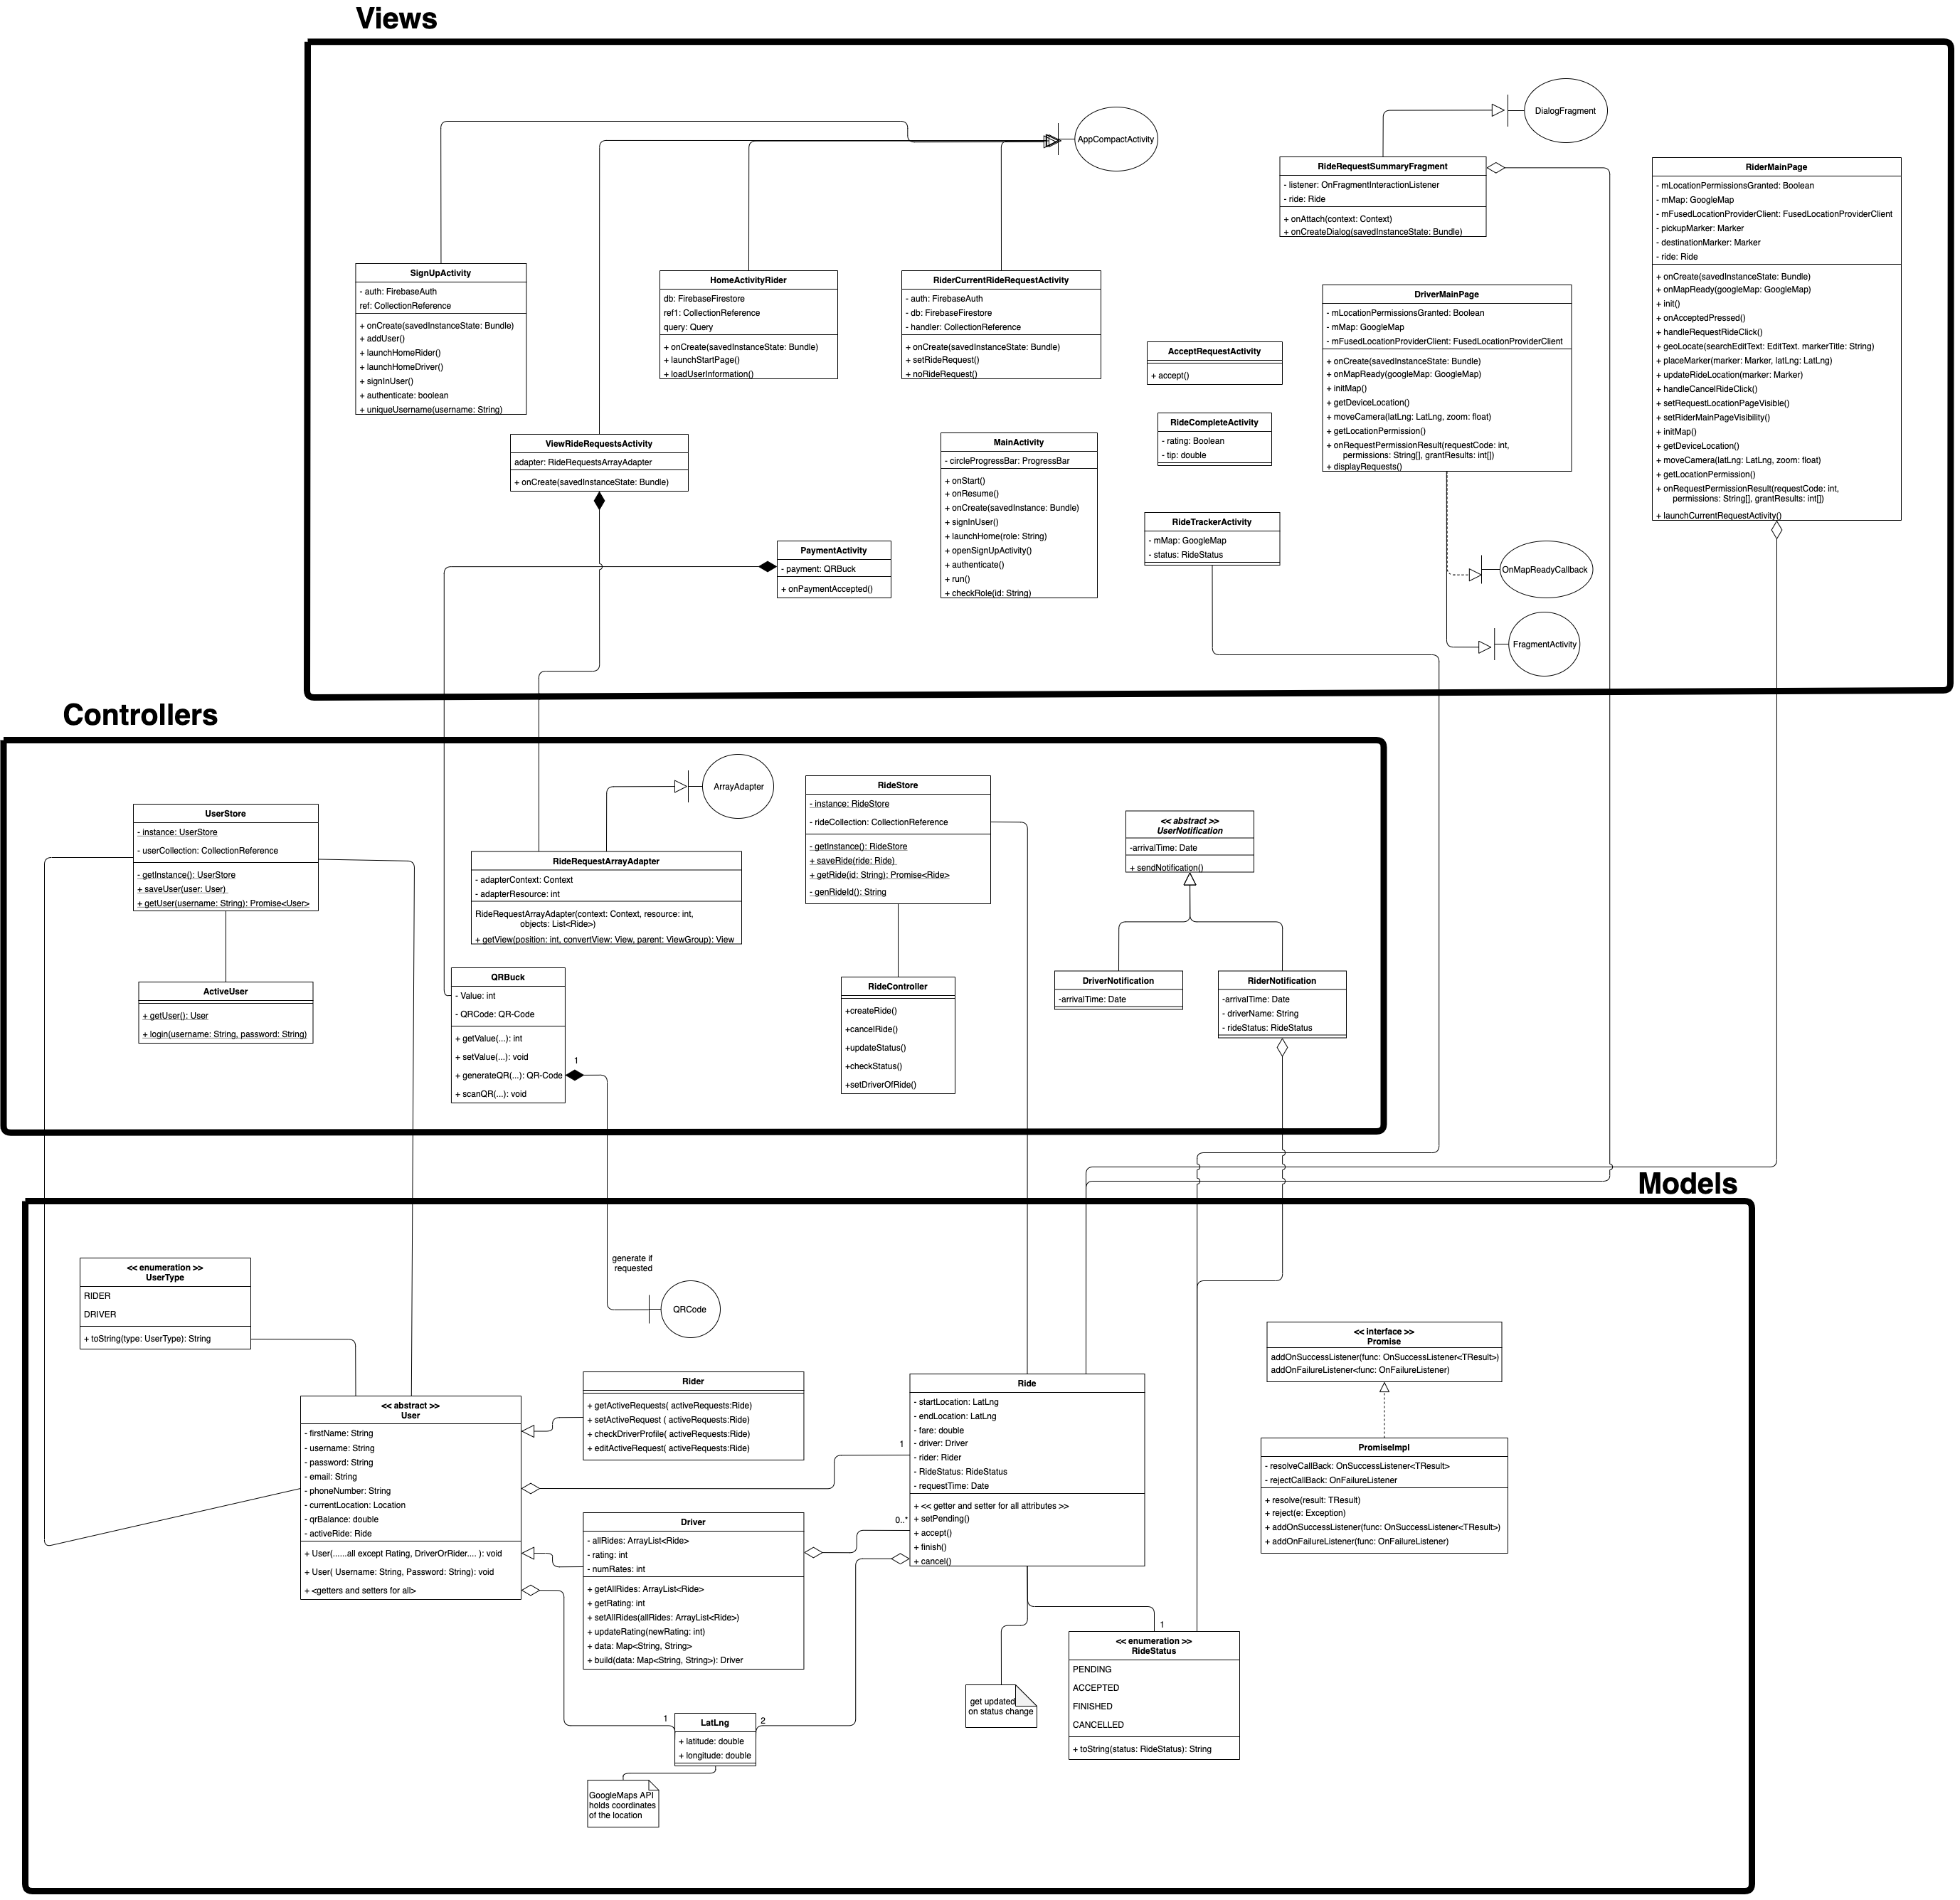 Views
AppCompactActivity
DialogFragment
RideRequestSummaryFragment
- listener: OnFragmentInteractionListener
- ride: Ride
+ onAttach(context: Context)
+ onCreateDialog(savedInstanceState: Bundle)
RiderMainPage
- mLocationPermissionsGranted: Boolean
- mMap: GoogleMap
- mFusedLocationProviderClient: FusedLocationProviderClient
- pickupMarker: Marker
- destinationMarker: Marker
- ride: Ride
+ onCreate(savedInstanceState: Bundle)
+ onMapReady(googleMap: GoogleMap)
+ init()
+ onAcceptedPressed()
+ handleRequestRideClick()
+ geoLocate(searchEditText: EditText. markerTitle: String)
+ placeMarker(marker: Marker, latLng: LatLng)
+ updateRideLocation(marker: Marker)
+ handleCancelRideClick()
+ setRequestLocationPageVisible()
+ setRiderMainPageVisibility()
+ initMap()
+ getDeviceLocation()
+ moveCamera(latLng: LatLng, zoom: float)
+ getLocationPermission()
+ onRequestPermissionResult(requestCode: int,
permissions: String[], grantResults: int[])
+ launchCurrentRequestActivity()
SignUpActivity
- auth: FirebaseAuth
ref: CollectionReference
+ onCreate(savedInstanceState: Bundle)
+ addUser()
+ launchHomeRider()
+ launchHomeDriver()
+ signInUser()
+ authenticate: boolean
+ uniqueUsername(username: String)
HomeActivityRider
db: FirebaseFirestore
ref1: CollectionReference
query: Query
+ onCreate(savedInstanceState: Bundle)
+ launchStartPage()
+ loadUserInformation()
RiderCurrentRideRequestActivity
- auth: FirebaseAuth
- db: FirebaseFirestore
- handler: CollectionReference
+ onCreate(savedInstanceState: Bundle)
+ setRideRequest()
+ noRideRequest()
DriverMainPage
- mLocationPermissionsGranted: Boolean
- mMap: GoogleMap
- mFusedLocationProviderClient: FusedLocationProviderClient
+ onCreate(savedInstanceState: Bundle)
+ onMapReady(googleMap: GoogleMap)
+ initMap()
+ getDeviceLocation()
+ moveCamera(latLng: LatLng, zoom: float)
+ getLocationPermission()
+ onRequestPermissionResult(requestCode: int,
permissions: String[], grantResults: int[])
+ displayRequests()
AcceptRequestActivity
+ accept()
RideCompleteActivity
- rating: Boolean
- tip: double
ViewRideRequestsActivity
adapter: RideRequestsArrayAdapter
+ onCreate(savedInstanceState: Bundle)
MainActivity
- circleProgressBar: ProgressBar
+ onStart()
+ onResume()
+ onCreate(savedInstance: Bundle)
+ signInUser()
+ launchHome(role: String)
+ openSignUpActivity()
+ authenticate()
+ run()
+ checkRole(id: String)
RideTrackerActivity
- mMap: GoogleMap
- status: RideStatus
PaymentActivity
- payment: QRBuck
+ onPaymentAccepted()
OnMapReadyCallback
FragmentActivity
Controllers
ArrayAdapter
UserStore
- instance: UserStore
- userCollection: CollectionReference
- getInstance(): UserStore
+ saveUser(user: User)
+ getUser(username: String): Promise<User>
RideRequestArrayAdapter
- adapterContext: Context
- adapterResource: int
RideRequestArrayAdapter(context: Context, resource: int,
objects: List<Ride>)
+ getView(position: int, convertView: View, parent: ViewGroup): View
RideStore
- instance: RideStore
- rideCollection: CollectionReference
- getInstance(): RideStore
+ saveRide(ride: Ride)
+ getRide(id: String): Promise<Ride>
- genRideId(): String
<< abstract >>
UserNotification
-arrivalTime: Date
+ sendNotification()
ActiveUser
+ getUser(): User
+ login(username: String, password: String)
QRBuck
- Value: int
- QRCode: QR-Code
+ getValue(...): int
+ setValue(...): void
+ generateQR(...): QR-Code
+ scanQR(...): void
1
RideController
+createRide()
+cancelRide()
+updateStatus()
+checkStatus()
+setDriverOfRide()
DriverNotification
-arrivalTime: Date
RiderNotification
-arrivalTime: Date
- driverName: String
- rideStatus: RideStatus
Models
<< enumeration >>
UserType
RIDER
DRIVER
+ toString(type: UserType): String
generate if
requested
QRCode
<< interface >>
Promise
addOnSuccessListener(func: OnSuccessListener<TResult>)
addOnFailureListener<func: OnFailureListener)
<< abstract >>
User
- firstName: String
- username: String
- password: String
- email: String
- phoneNumber: String
- currentLocation: Location
- qrBalance: double
- activeRide: Ride
+ User(......all except Rating, DriverOrRider.... ): void
+ User( Username: String, Password: String): void
+ <getters and setters for all>
Rider
+ getActiveRequests( activeRequests:Ride)
+ setActiveRequest ( activeRequests:Ride)
+ checkDriverProfile( activeRequests:Ride)
+ editActiveRequest( activeRequests:Ride)
Ride
- startLocation: LatLng
- endLocation: LatLng
- fare: double
- driver: Driver
- rider: Rider
- RideStatus: RideStatus
- requestTime: Date
+ << getter and setter for all attributes >>
+ setPending()
+ accept()
+ finish()
+ cancel()
1
0..*
PromiseImpl
- resolveCallBack: OnSuccessListener<TResult>
- rejectCallBack: OnFailureListener
+ resolve(result: TResult)
+ reject(e: Exception)
+ addOnSuccessListener(func: OnSuccessListener<TResult>)
+ addOnFailureListener(func: OnFailureListener)
Driver
- allRides: ArrayList<Ride>
- rating: int
- numRates: int
+ getAllRides: ArrayList<Ride>
+ getRating: int
+ setAllRides(allRides: ArrayList<Ride>)
+ updateRating(newRating: int)
+ data: Map<String, String>
+ build(data: Map<String, String>): Driver
1
<< enumeration >>
RideStatus
PENDING
ACCEPTED
FINISHED
CANCELLED
+ toString(status: RideStatus): String
get updated
on status change
1
LatLng
2
+ latitude: double
+ longitude: double
GoogleMaps API
holds coordinates
of the location